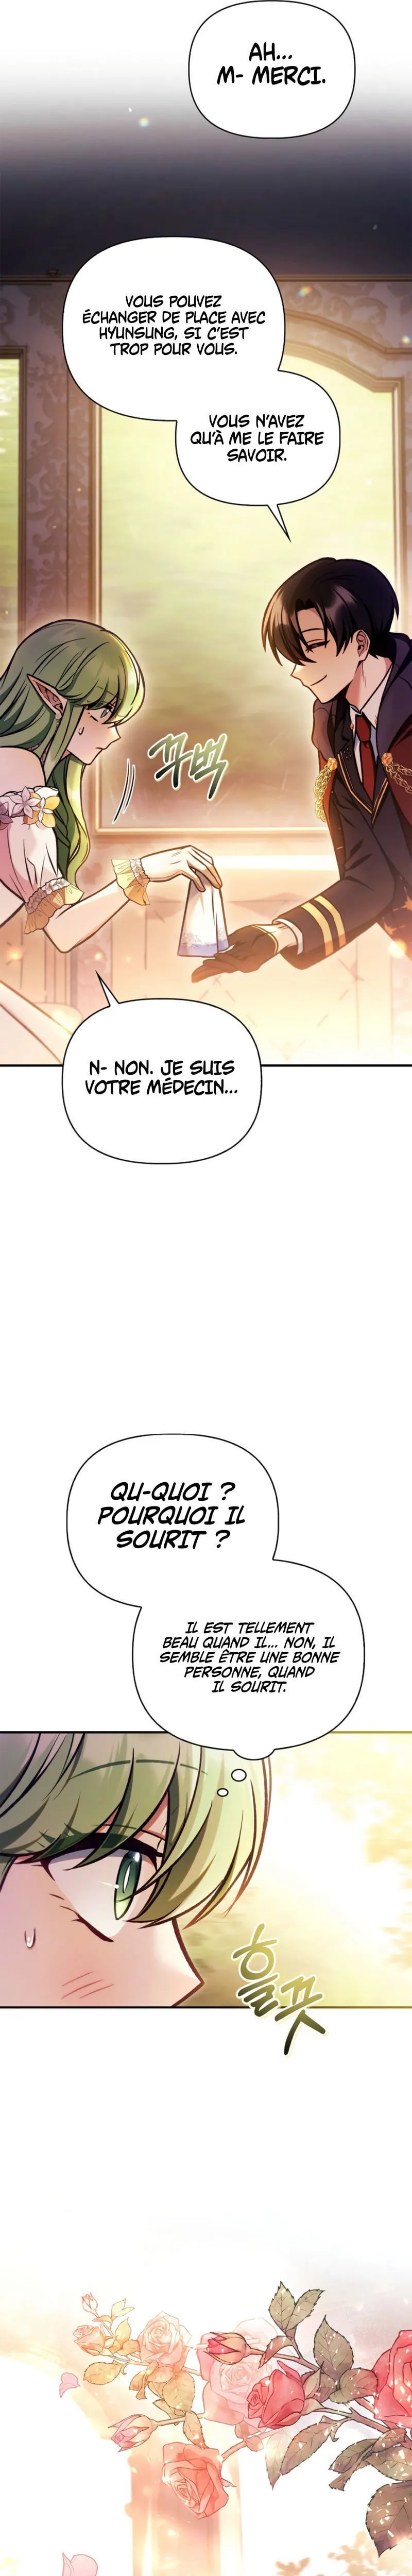 AH...
M- MERCI.
VOUS POUVEZ
ÉCHANGER DE PLACE AVEC
HYUNSUNG, SI C'EST
TROP POUR VOUS.
VOUS N'AVEZ
QU'À ME LE FAIRE
SAVOIR.
꾸벅
N- NON. JE SUIS
VOTRE MÉDECIN...
QU-QUOI ?
POURQUOI IL
SOURIT ?
IL EST TELLEMENT
BEAU QUAND IL... NON, IL
SEMBLE ÊTRE UNE BONNE
PERSONNE, QUAND
IL SOURIT.
힐끗